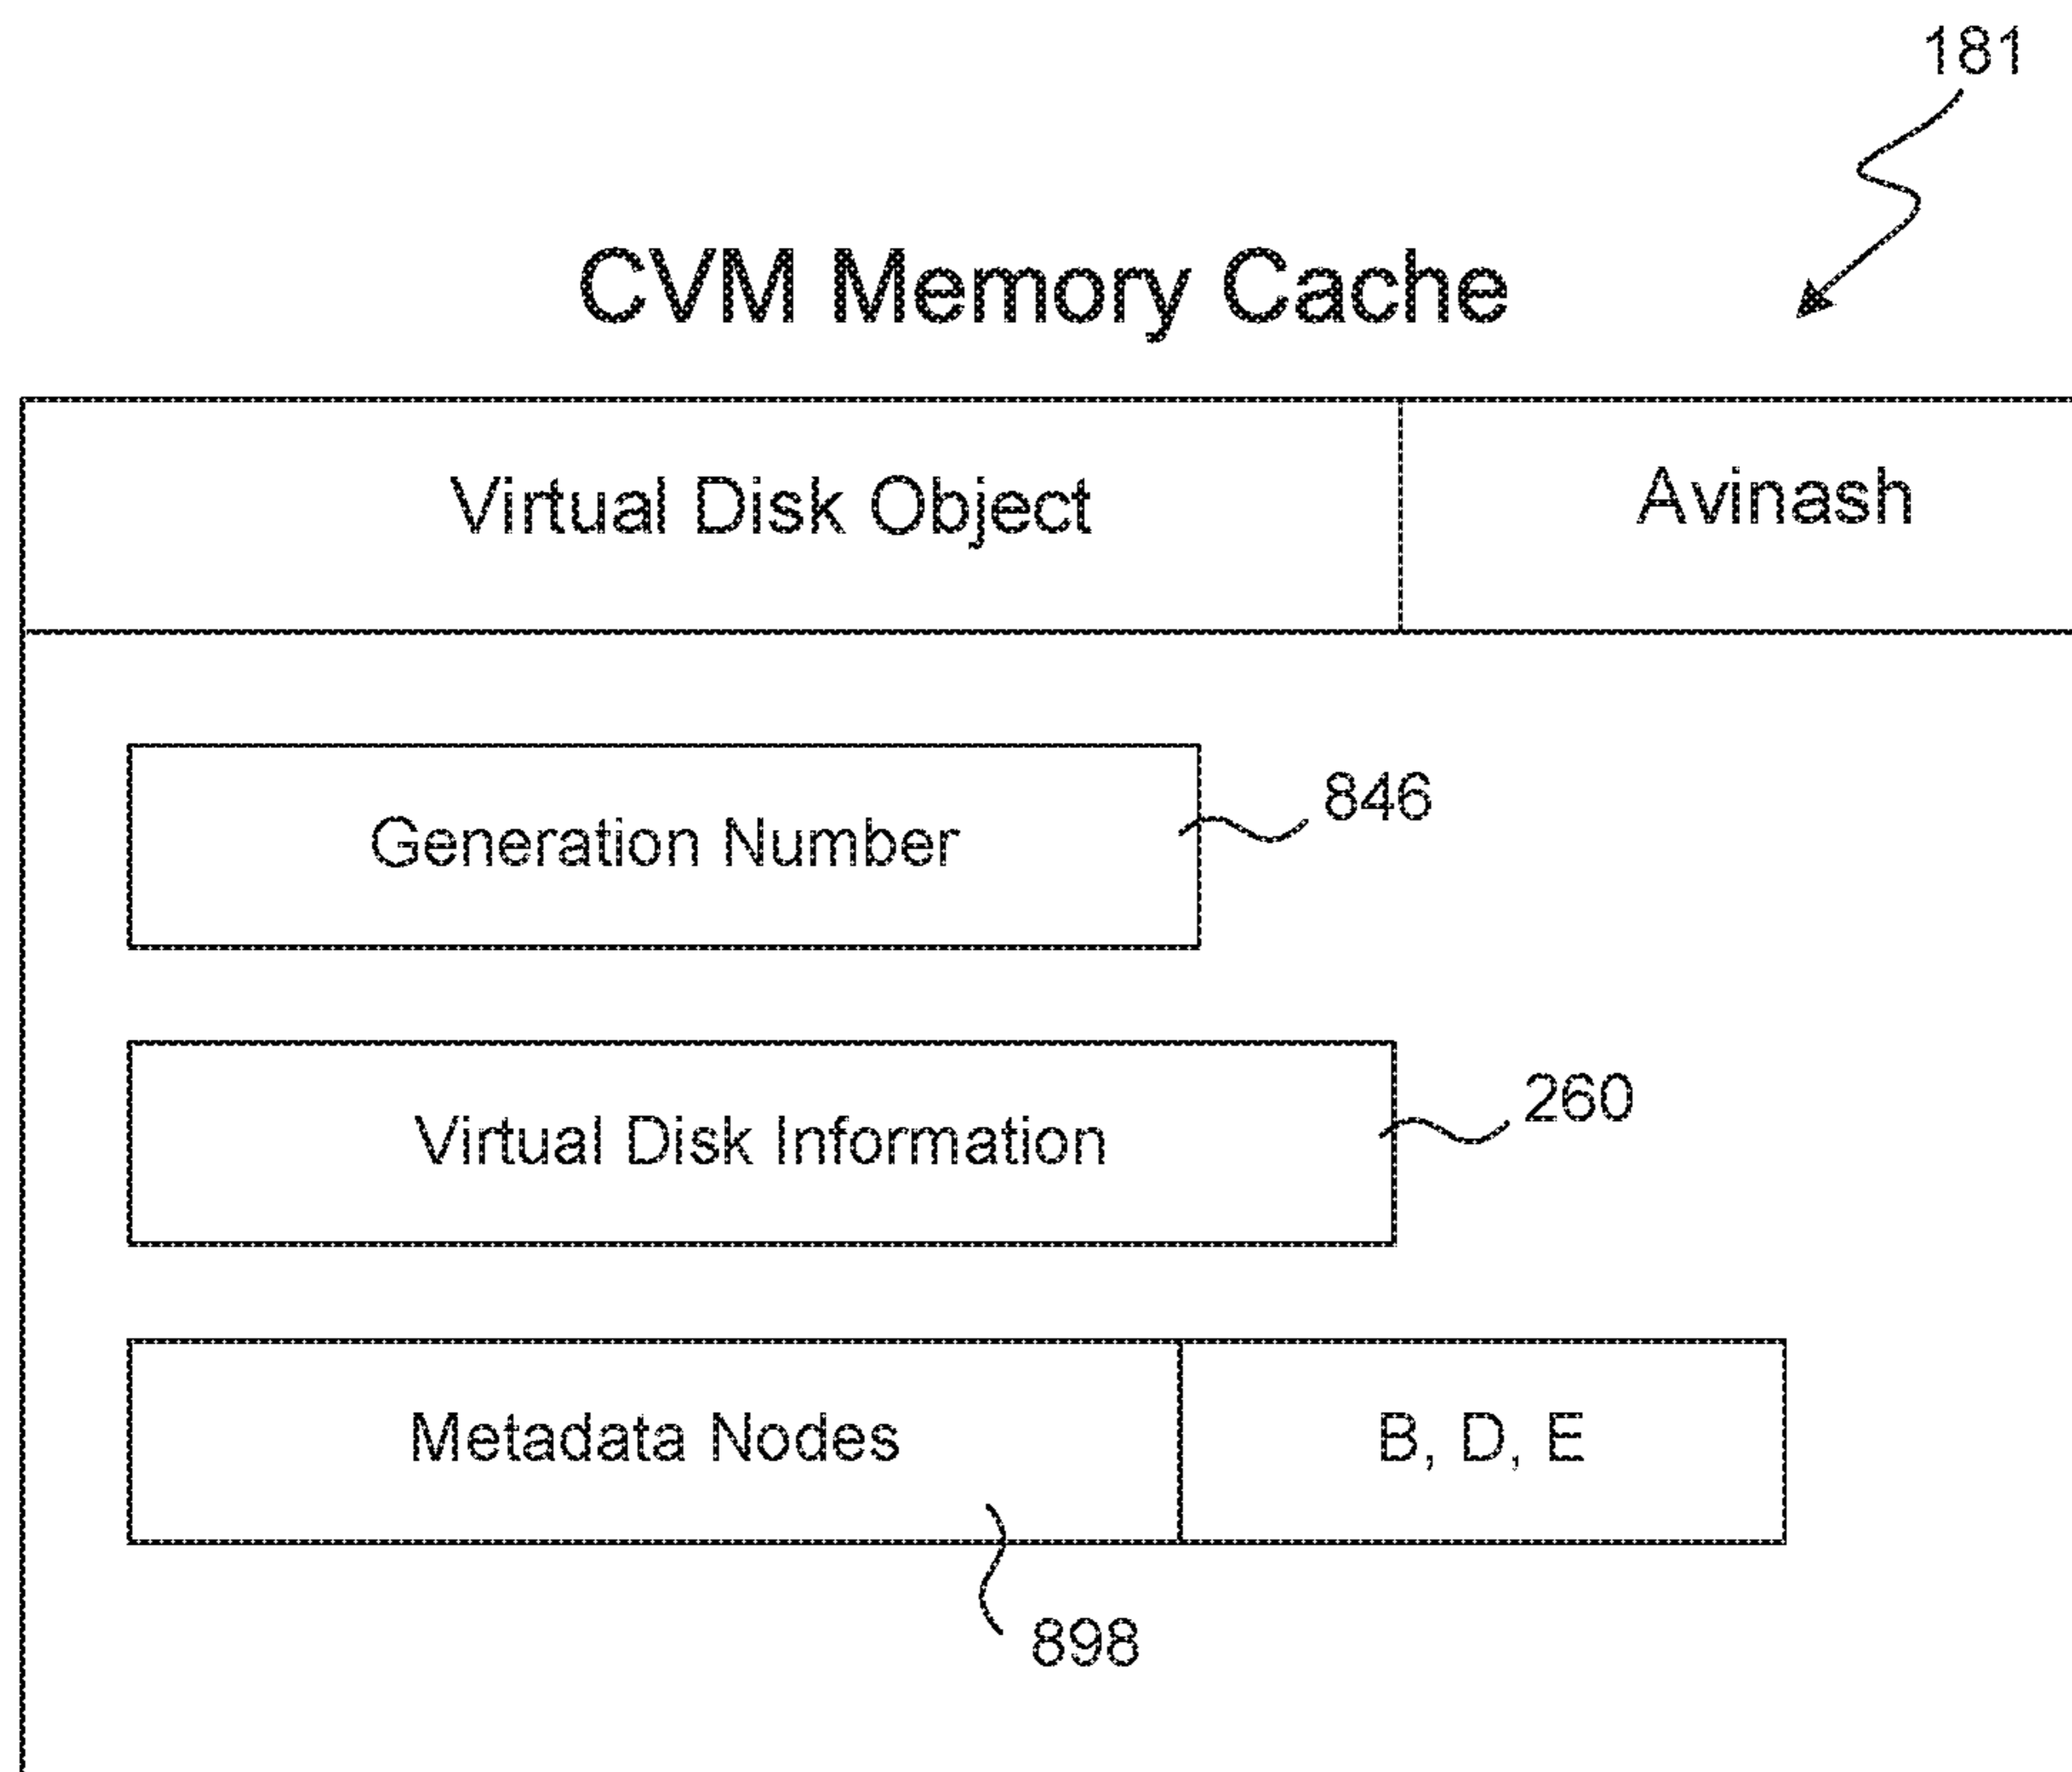 181
CVM Memory Cache
Virtual Disk Object
Avinash
Generation Number
846
Virtual Disk Information
260
Metadata Nodes
B, D, E
898